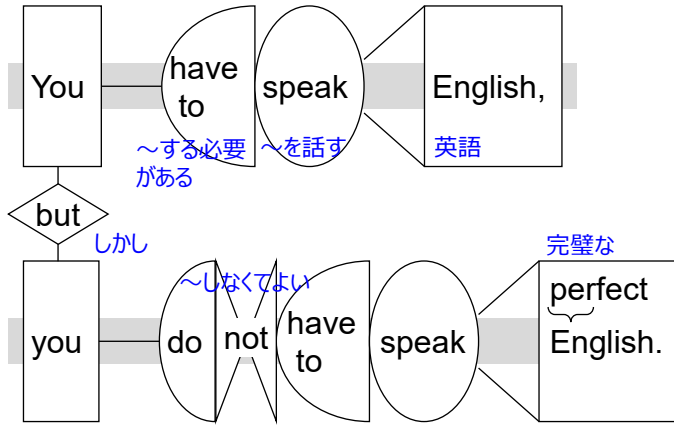 You have to speak English,
～する必要がある ～を話す 英語
but
しかし
～しなくてよい 完璧な
you do not have to speak perfect English.